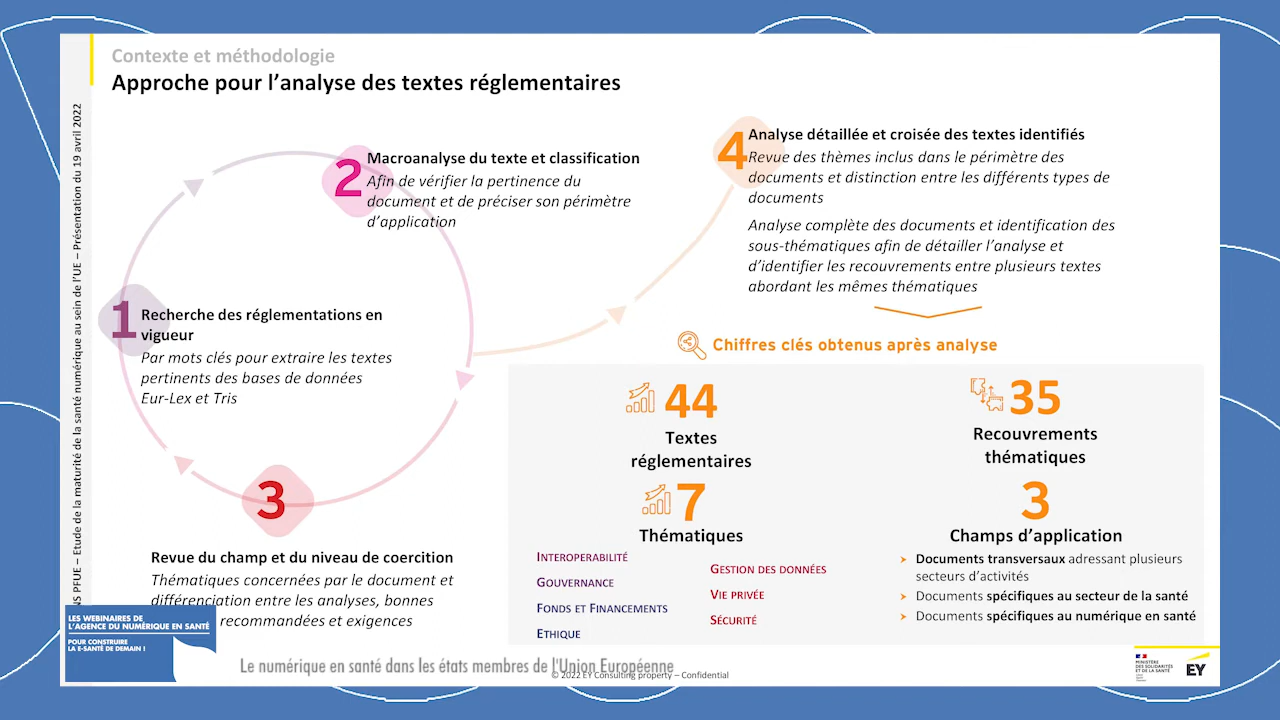 Contexte et méthodologie
Approche pour l'analyse des textes réglementaires
NS PFUE – Etude de la maturité de la santé numérique au sein de l'UE – Présentation du 19 avril 2022
1
Recherche des réglementations en
vigueur
Par mots clés pour extraire les textes
pertinents des bases de données
Eur-Lex et Tris
2
Macroanalyse du texte et classification
Afin de vérifier la pertinence du
document et de préciser son périmètre
d'application
3
Revue du champ et du niveau de coercition
Thématiques concernées par le document et
différenciation entre les analyses, bonnes
recommandées et exigences
4
Analyse détaillée et croisée des textes identifiés
Revue des thèmes inclus dans le périmètre des
documents et distinction entre les différents types de
documents
Analyse complète des documents et identification des
sous-thématiques afin de détailler l'analyse et
d'identifier les recouvrements entre plusieurs textes
abordant les mêmes thématiques
Chiffres clés obtenus après analyse
44
Textes
réglementaires
35
Recouvrements
thématiques
7
Thématiques
INTEROPERABILITÉ
GOUVERNANCE
FONDS ET FINANCEMENTS
ETHIQUE
GESTION DES DONNÉES
VIE PRIVÉE
SÉCURITÉ
3
Champs d'application
➤ Documents transversaux adressant plusieurs
secteurs d'activités
➤ Documents spécifiques au secteur de la santé
➤ Documents spécifiques au numérique en santé
LES WEBINAIRES DE
L'AGENCE DU NUMÉRIQUE EN SANTÉ
POUR CONSTRUIRE
LA E-SANTÉ DE DEMAIN !
Le numérique en santé dans les états membres de l'Union Européenne
© 2022 EY Consulting property – Confidential
MINISTÈRE
DES SOLIDARITÉS
ET DE LA SANTÉ
EY